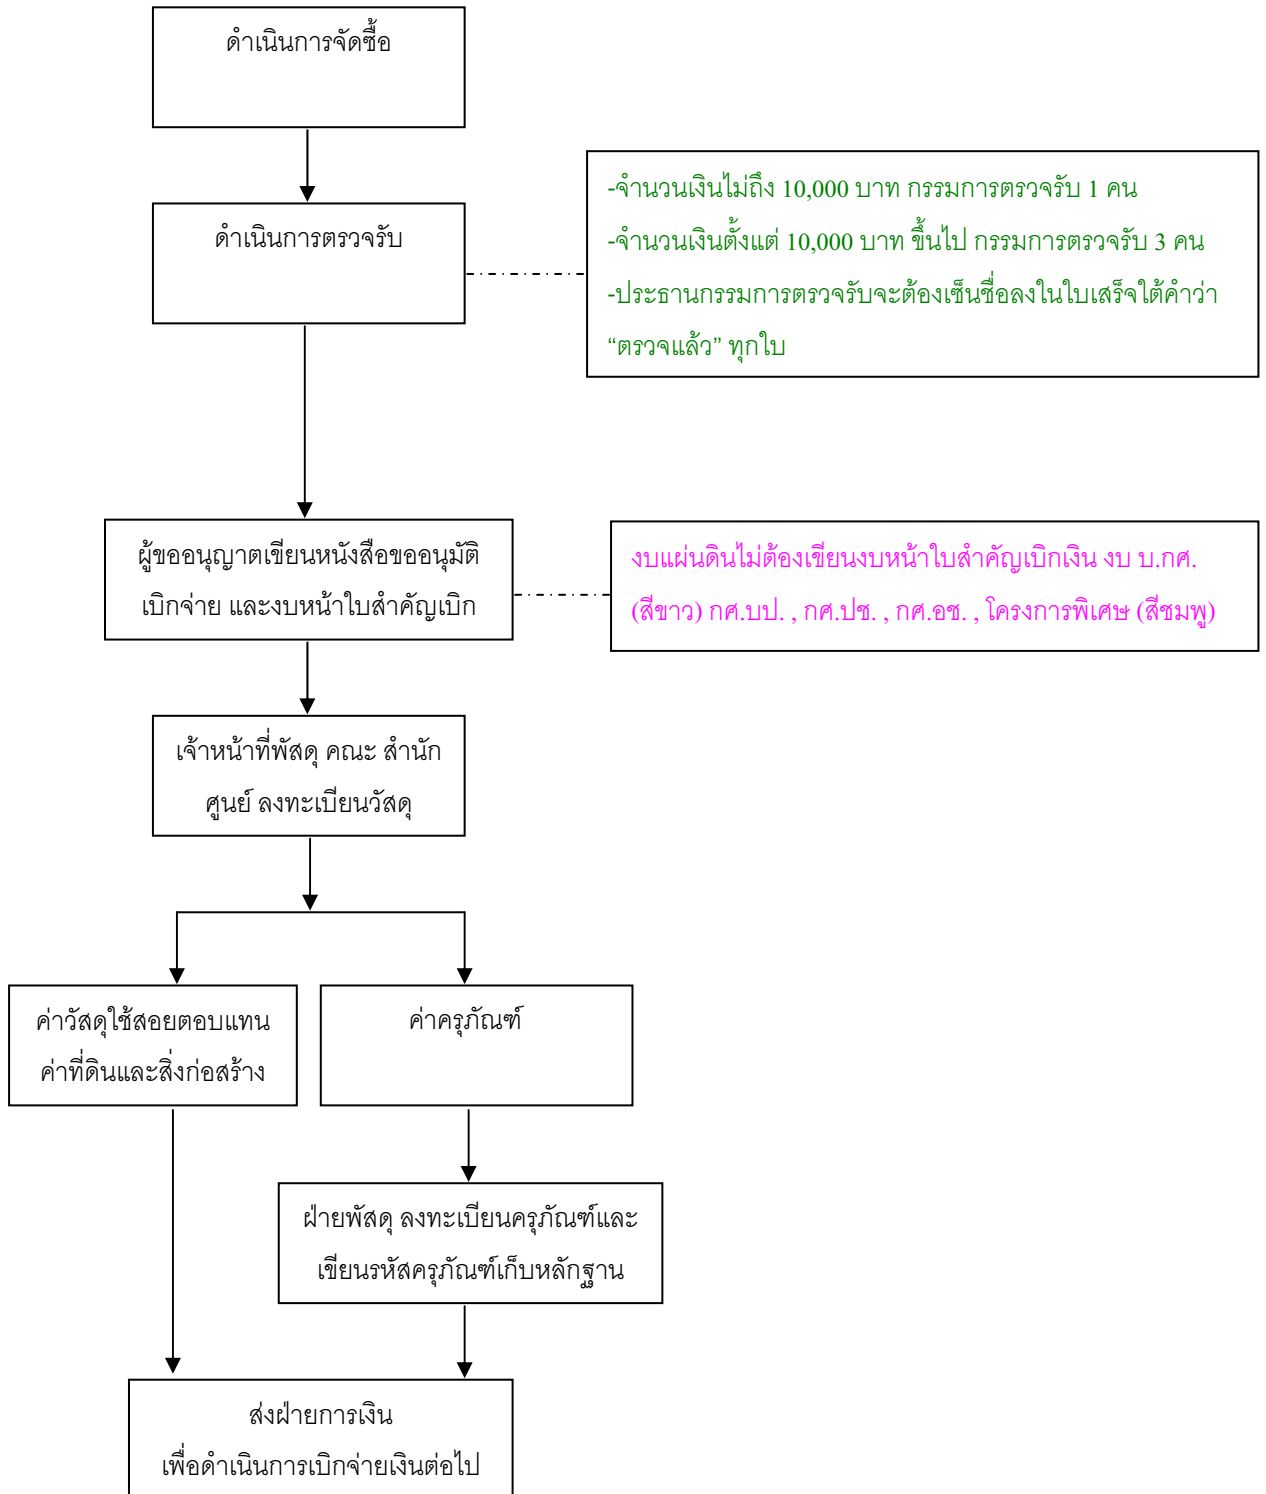 ดำเนินการจัดซื้อ
ดำเนินการตรวจรับ
-จำนวนเงินไม่ถึง 10,000 บาท กรรมการตรวจรับ 1 คน
-จำนวนเงินตั้งแต่ 10,000 บาท ขึ้นไป กรรมการตรวจรับ 3 คน
-ประธานกรรมการตรวจรับจะต้องเซ็นชื่อลงในใบเสร็จใต้คำว่า
“ตรวจแล้ว” ทุกใบ
ผู้ขออนุญาตเขียนหนังสือขออนุมัติ
เบิกจ่าย และงบหน้าใบสำคัญเบิก
งบแผ่นดินไม่ต้องเขียนงบหน้าใบสำคัญเบิกเงิน งบ บ.กศ.
(สีขาว) กศ.บป. , กศ.ปช. , กศ.อช. , โครงการพิเศษ (สีชมพู)
เจ้าหน้าที่พัสดุ คณะ สำนัก
ศูนย์ ลงทะเบียนวัสดุ
ค่าวัสดุใช้สอยตอบแทน
ค่าที่ดินและสิ่งก่อสร้าง
ค่าครุภัณฑ์
ฝ่ายพัสดุ ลงทะเบียนครุภัณฑ์และ
เขียนรหัสครุภัณฑ์เก็บหลักฐาน
ส่งฝ่ายการเงิน
เพื่อดำเนินการเบิกจ่ายเงินต่อไป